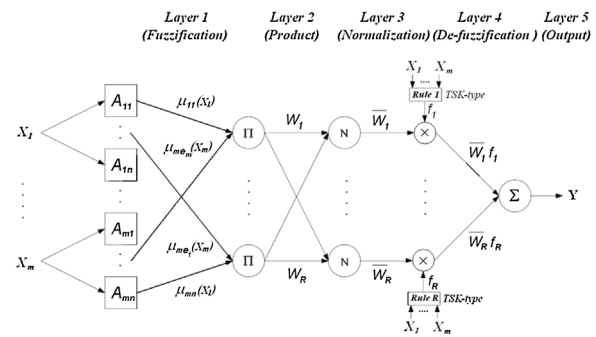 Layer 1 Layer 2 Layer 3 Layer 4 Layer 5
(Fuzzification) (Product) (Normalization) (De-fuzzification) (Output)
X1 .... Xm
Rule 1 TSK-type
f1
A11 μ11(X1)
X1
Π W1 N W̅1 ×
μmem(Xm)
W̅1 f1
A1n
Σ Y
Am1
μme1(Xm)
W̅R fR
Xm
Π WR N W̅R ×
Amn μmn(X1)
fR
Rule R TSK-type
X1 .... Xm